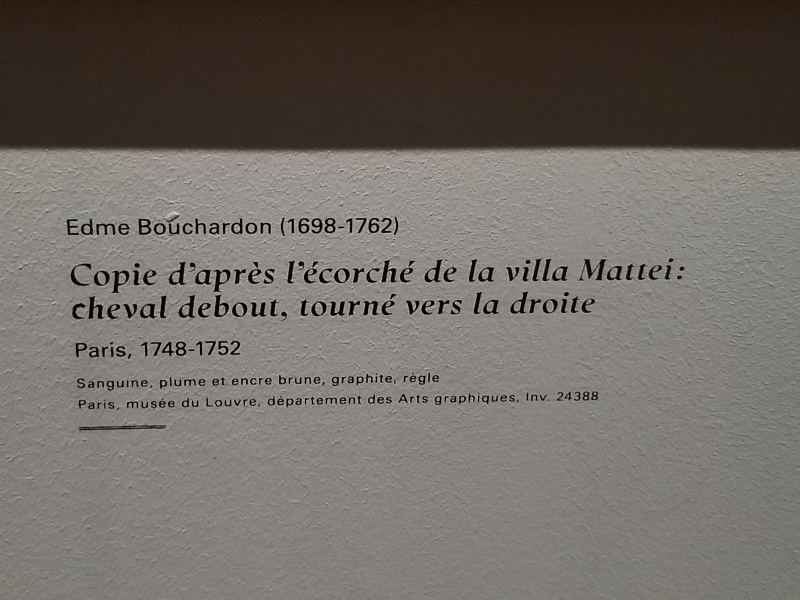 Edme Bouchardon (1698-1762)
Copie d'après l'écorché de la villa Mattei :
cheval debout, tourné vers la droite
Paris, 1748-1752
Sanguine, plume et encre brune, graphite, règle
Paris, musée du Louvre, département des Arts graphiques, Inv. 24388